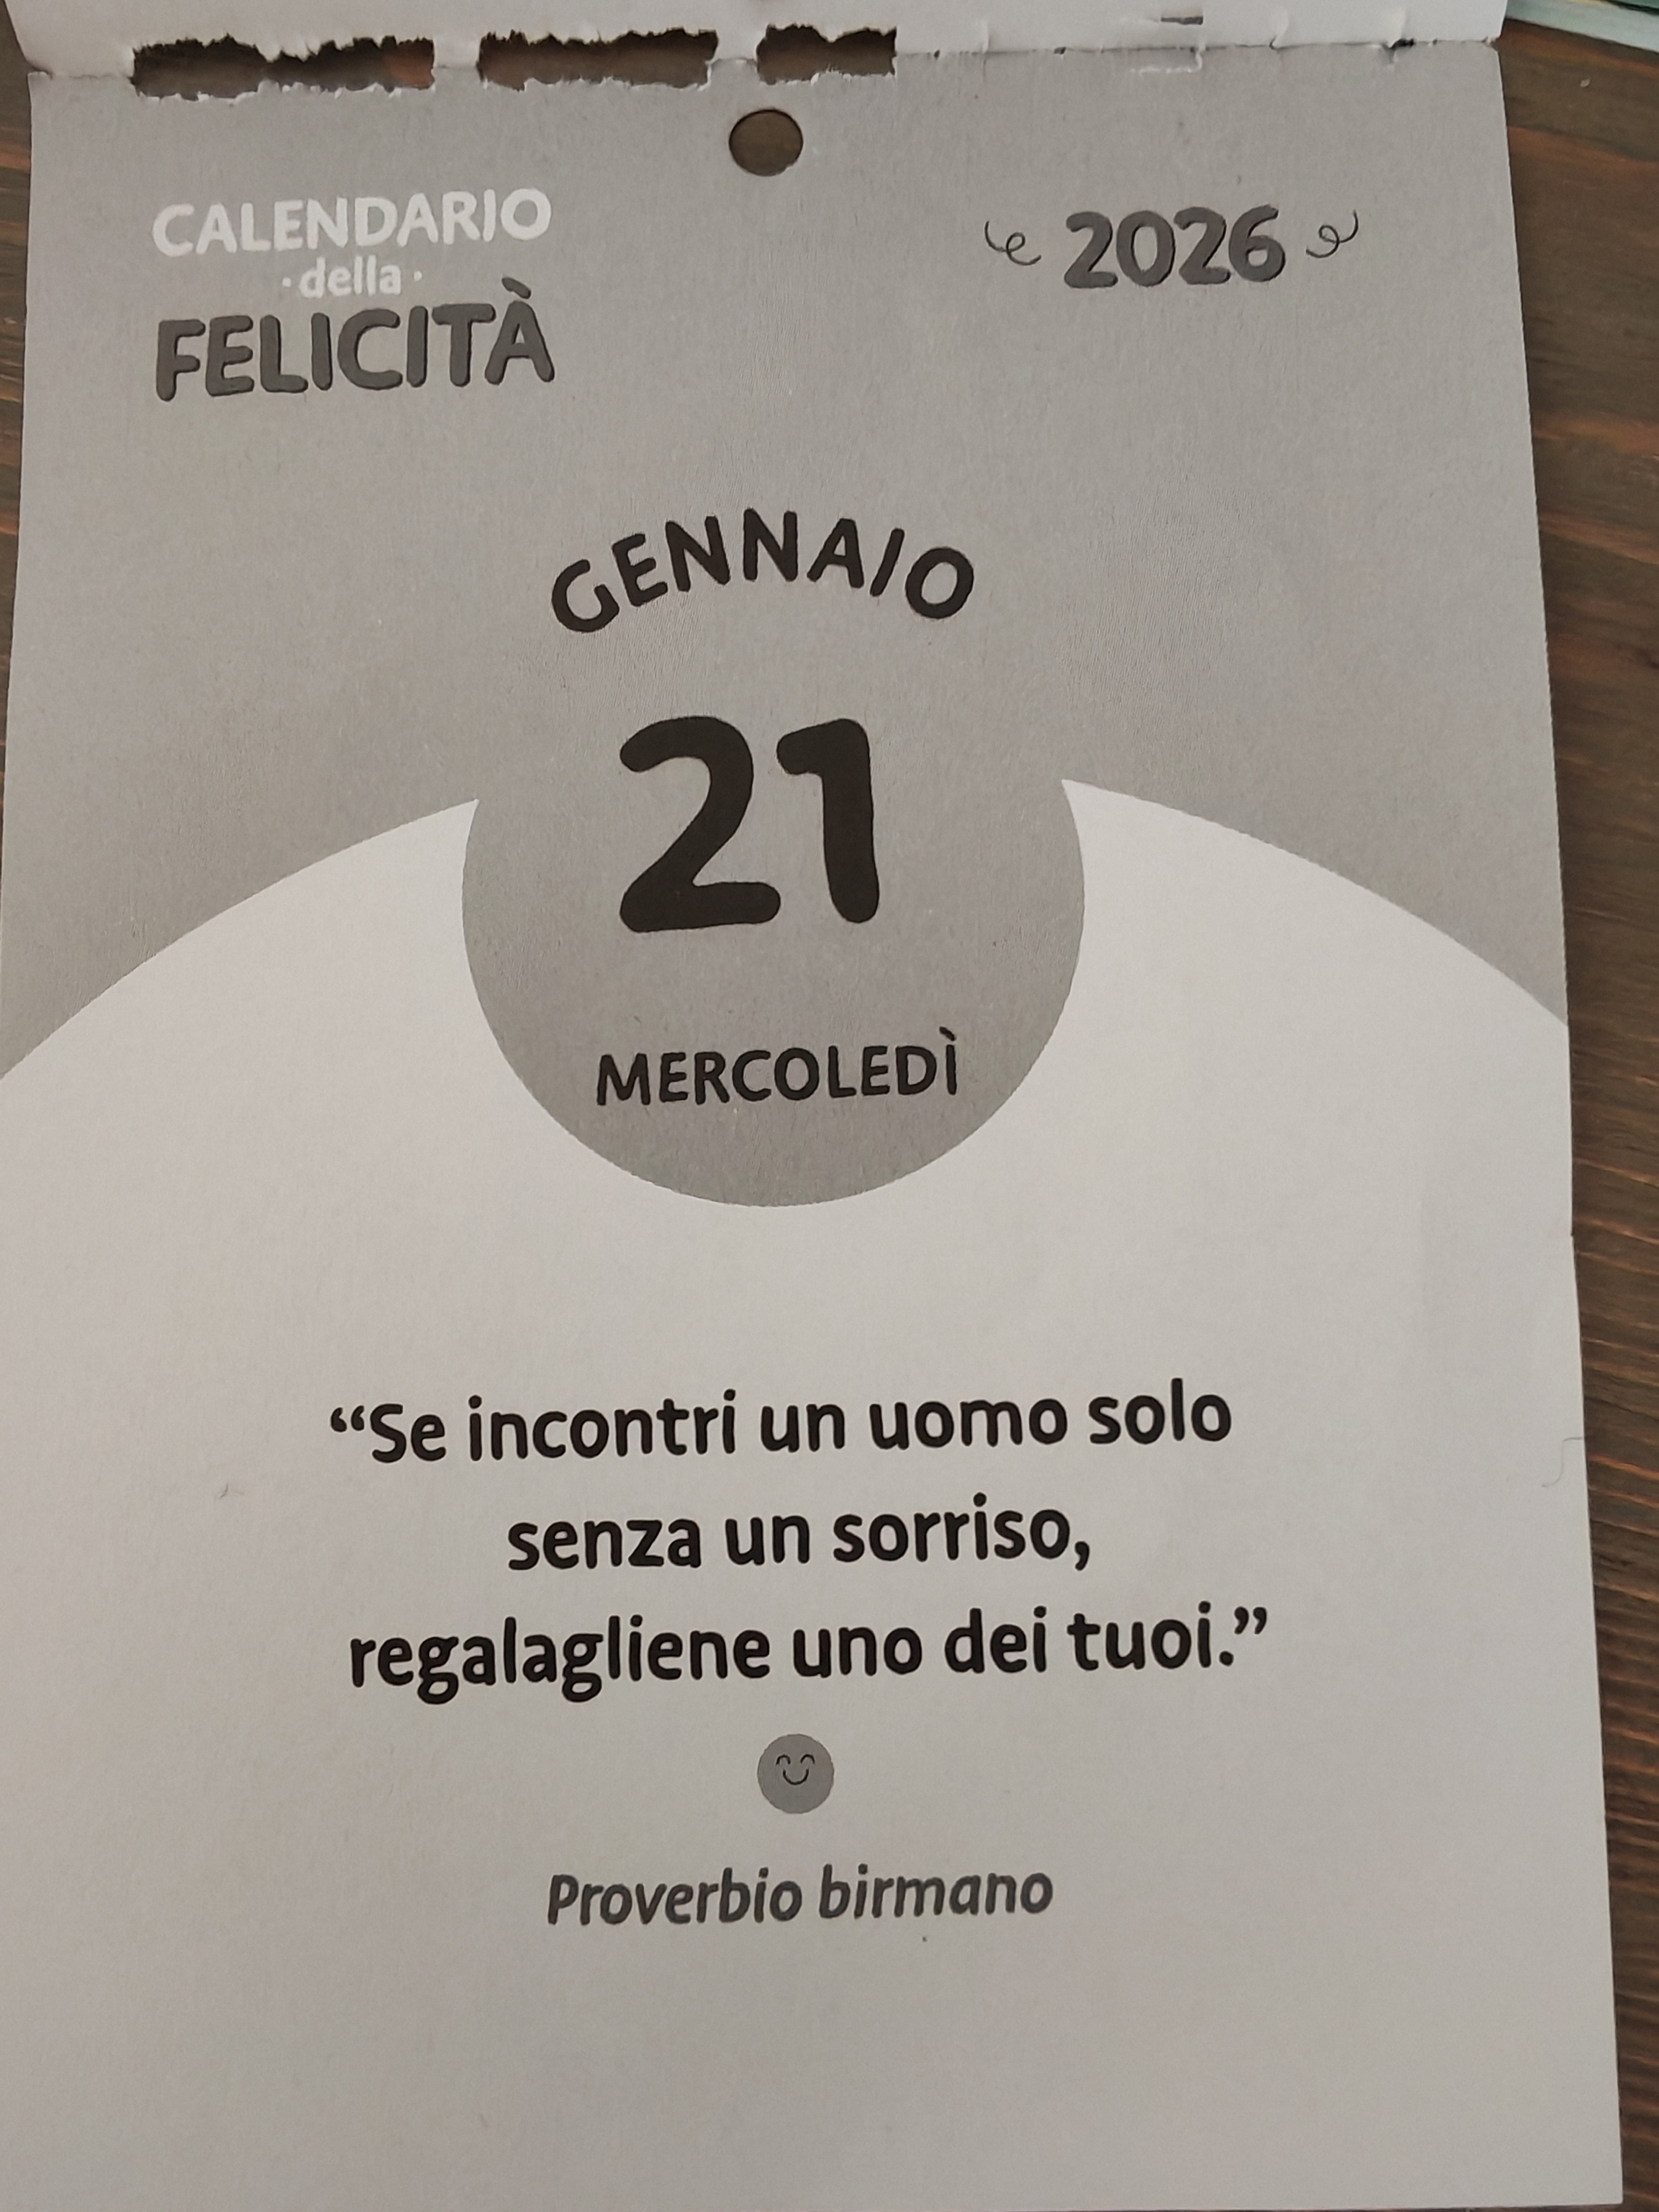 CALENDARIO
· della ·
FELICITÀ
2026
GENNAIO
21
MERCOLEDÌ
“Se incontri un uomo solo
senza un sorriso,
regalagliene uno dei tuoi.”
Proverbio birmano